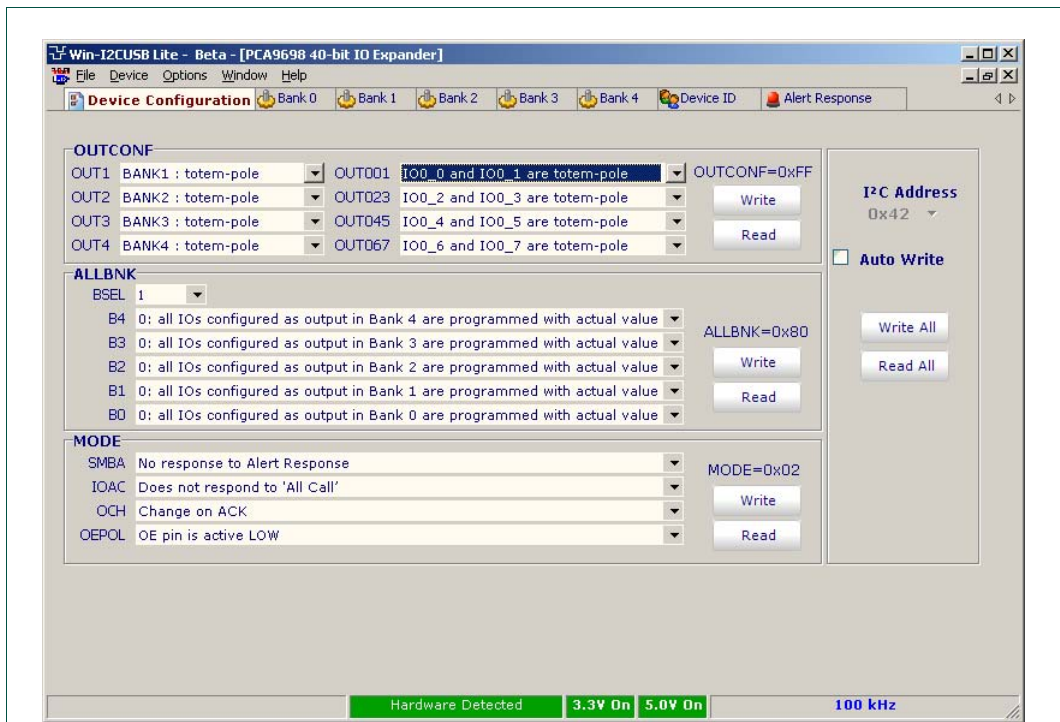 Win-I2CUSB Lite - Beta - [PCA9698 40-bit IO Expander]
File Device Options Window Help
Device Configuration Bank 0 Bank 1 Bank 2 Bank 3 Bank 4 Device ID Alert Response
OUTCONF
OUT1 BANK1 : totem-pole OUT001 IO0_0 and IO0_1 are totem-pole OUTCONF=0xFF
OUT2 BANK2 : totem-pole OUT023 IO0_2 and IO0_3 are totem-pole Write
OUT3 BANK3 : totem-pole OUT045 IO0_4 and IO0_5 are totem-pole
OUT4 BANK4 : totem-pole OUT067 IO0_6 and IO0_7 are totem-pole Read
I²C Address
0x42
Auto Write
Write All
Read All
ALLBNK
BSEL 1
B4 0: all IOs configured as output in Bank 4 are programmed with actual value
B3 0: all IOs configured as output in Bank 3 are programmed with actual value
B2 0: all IOs configured as output in Bank 2 are programmed with actual value
B1 0: all IOs configured as output in Bank 1 are programmed with actual value
B0 0: all IOs configured as output in Bank 0 are programmed with actual value
ALLBNK=0x80
Write
Read
MODE
SMBA No response to Alert Response
IOAC Does not respond to 'All Call'
OCH Change on ACK
OEPOL OE pin is active LOW
MODE=0x02
Write
Read
Hardware Detected 3.3V On 5.0V On 100 kHz